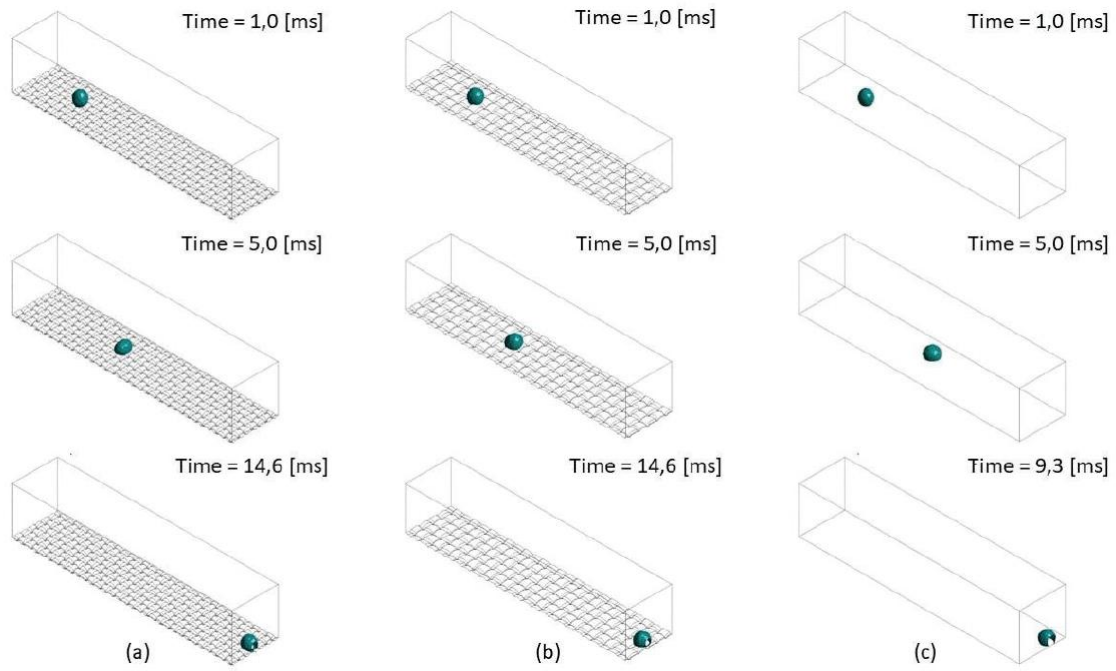 Time = 1,0 [ms]
Time = 1,0 [ms]
Time = 1,0 [ms]
Time = 5,0 [ms]
Time = 5,0 [ms]
Time = 5,0 [ms]
Time = 14,6 [ms]
Time = 14,6 [ms]
Time = 9,3 [ms]
(a)
(b)
(c)